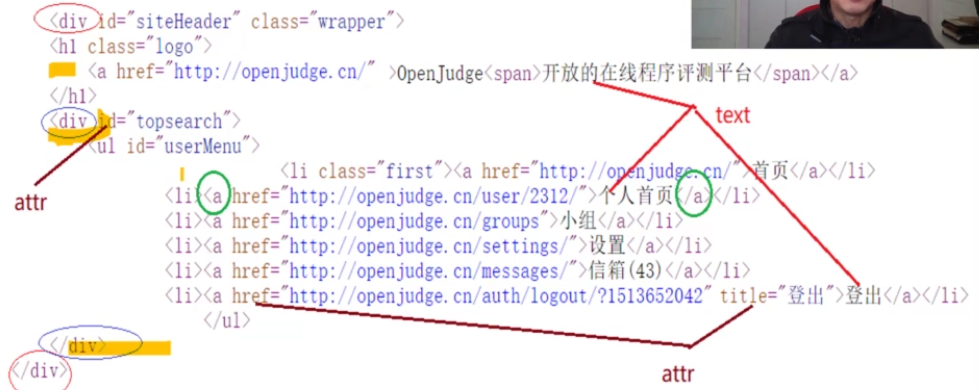 <div id="siteHeader" class="wrapper">
<h1 class="logo">
<a href="http://openjudge.cn/" >OpenJudge<span>开放的在线程序评测平台</span></a>
</h1>
text
<div id="topsearch">
<ul id="userMenu">
<li class="first"><a href="http://openjudge.cn/">首页</a></li>
attr
<li><a href="http://openjudge.cn/user/2312/">个人首页</a></li>
<li><a href="http://openjudge.cn/groups">小组</a></li>
<li><a href="http://openjudge.cn/settings/">设置</a></li>
<li><a href="http://openjudge.cn/messages/">信箱(43)</a></li>
<li><a href="http://openjudge.cn/auth/logout/?1513652042" title="登出">登出</a></li>
</ul>
</div>
</div>
attr